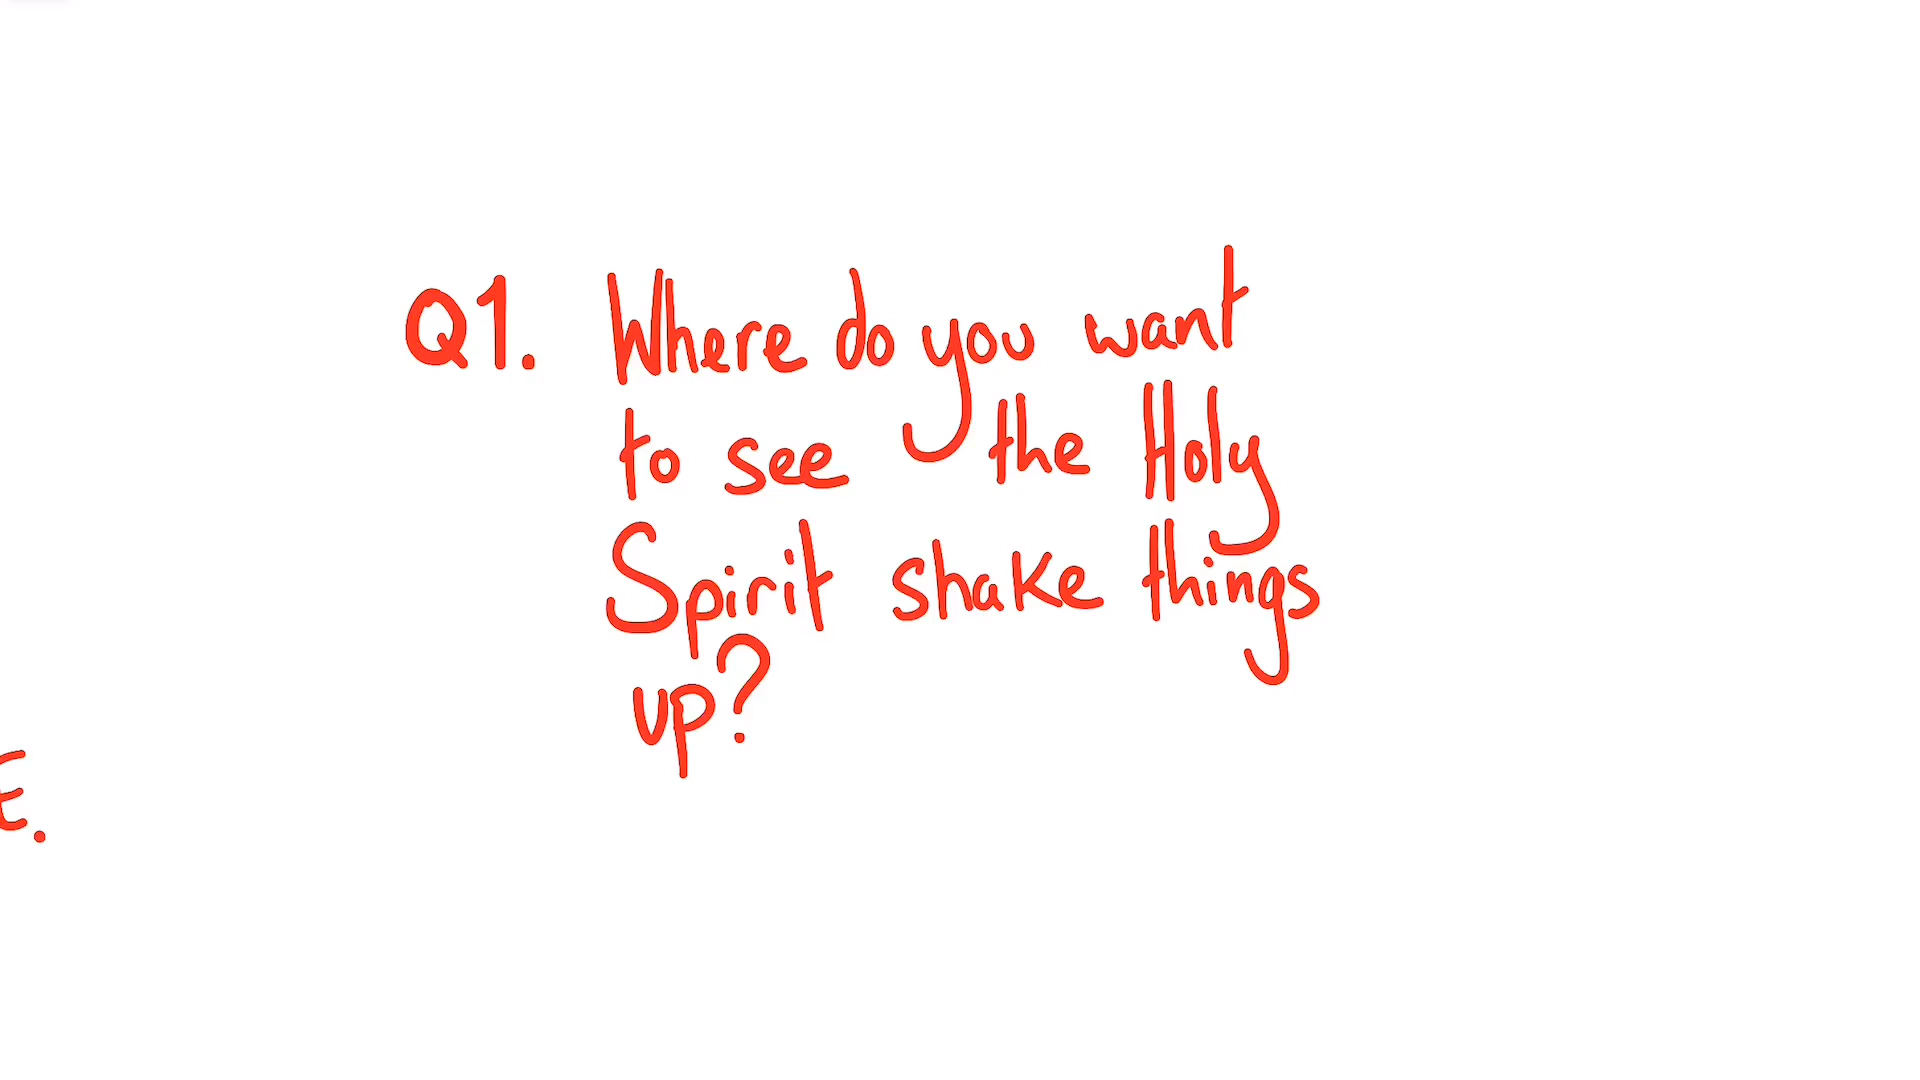 Q1. Where do you want
to see the Holy
Spirit shake things
up?
E.